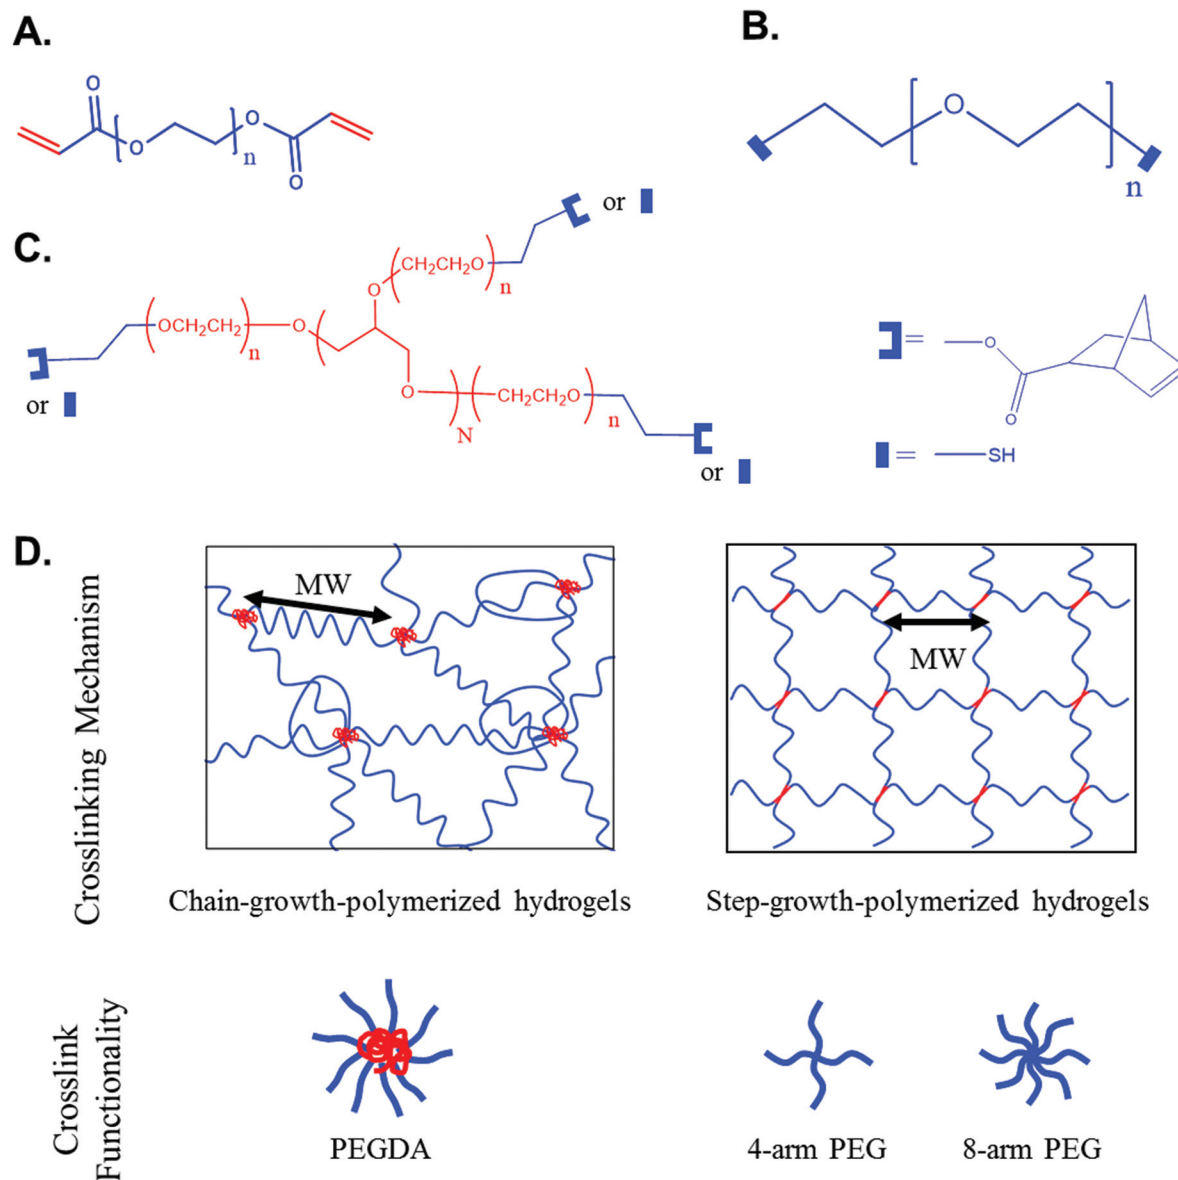 A.
B.
O
O
O
O
n
O
n
or
C.
CH₂CH₂O
n
O
OCH₂CH₂
n
O
O
N
CH₂CH₂O
n
or
or
= O
O
= SH
D.
Crosslinking Mechanism
MW
MW
Chain-growth-polymerized hydrogels
Step-growth-polymerized hydrogels
Crosslink
Functionality
PEGDA
4-arm PEG
8-arm PEG